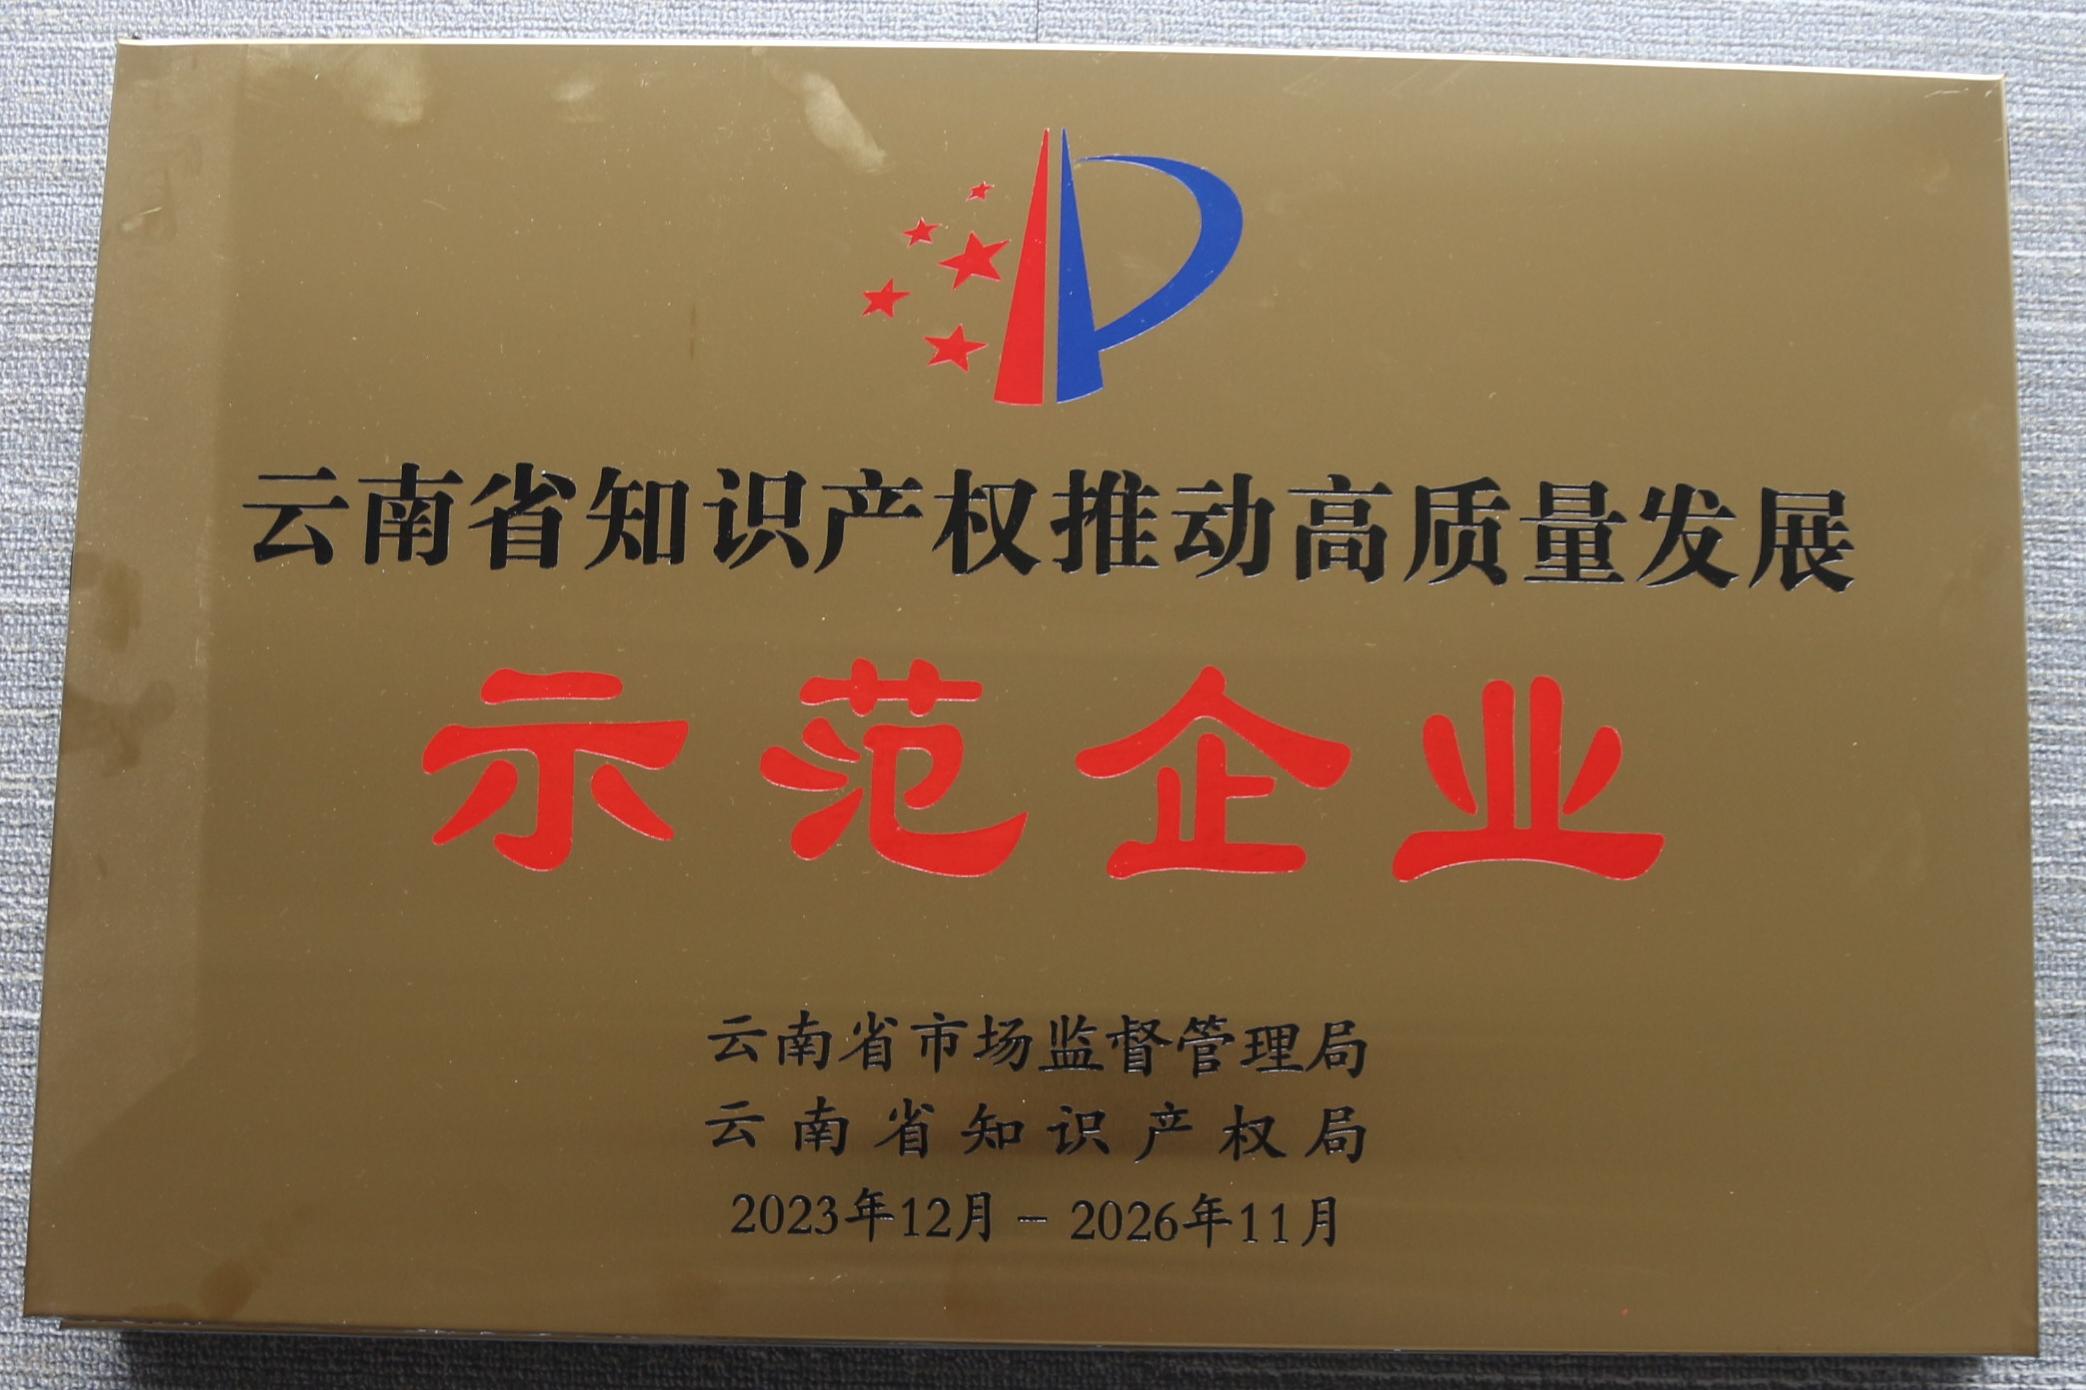 云南省知识产权推动高质量发展
示范企业
云南省市场监督管理局
云南省知识产权局
2023年12月－2026年11月